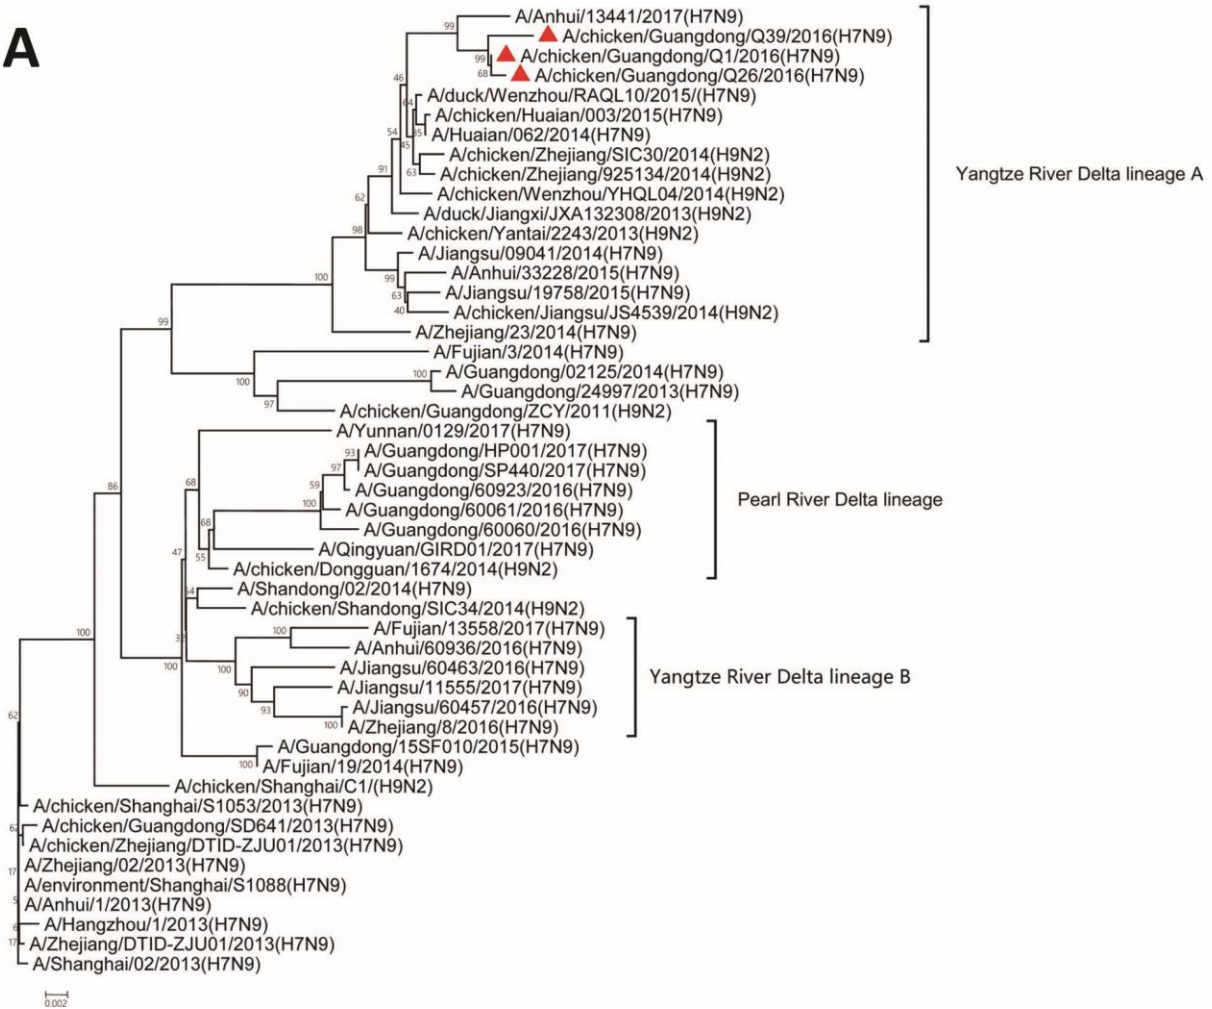 A
A/Anhui/13441/2017(H7N9)
99
A/chicken/Guangdong/Q39/2016(H7N9)
A/chicken/Guangdong/Q1/2016(H7N9)
99
A/chicken/Guangdong/Q26/2016(H7N9)
68
46
A/duck/Wenzhou/RAQL10/2015/(H7N9)
64
A/chicken/Huaian/003/2015(H7N9)
A/Huaian/062/2014(H7N9)
54
45
A/chicken/Zhejiang/SIC30/2014(H9N2)
A/chicken/Zhejiang/925134/2014(H9N2)
63
91
Yangtze River Delta lineage A
A/chicken/Wenzhou/YHQL04/2014(H9N2)
62
A/duck/Jiangxi/JXA132308/2013(H9N2)
98
A/chicken/Yantai/2243/2013(H9N2)
A/Jiangsu/09041/2014(H7N9)
99
A/Anhui/33228/2015(H7N9)
100
A/Jiangsu/19758/2015(H7N9)
63
A/chicken/Jiangsu/JS4539/2014(H9N2)
40
99
A/Zhejiang/23/2014(H7N9)
A/Fujian/3/2014(H7N9)
100
A/Guangdong/02125/2014(H7N9)
100
A/Guangdong/24997/2013(H7N9)
97
A/chicken/Guangdong/ZCY/2011(H9N2)
A/Yunnan/0129/2017(H7N9)
A/Guangdong/HP001/2017(H7N9)
93
A/Guangdong/SP440/2017(H7N9)
97
86
68
59
A/Guangdong/60923/2016(H7N9)
Pearl River Delta lineage
100
A/Guangdong/60061/2016(H7N9)
68
A/Guangdong/60060/2016(H7N9)
47
55
A/Qingyuan/GIRD01/2017(H7N9)
A/chicken/Dongguan/1674/2014(H9N2)
A/Shandong/02/2014(H7N9)
A/chicken/Shandong/SIC34/2014(H9N2)
100
100
A/Fujian/13558/2017(H7N9)
A/Anhui/60936/2016(H7N9)
100
100
A/Jiangsu/60463/2016(H7N9)
Yangtze River Delta lineage B
90
A/Jiangsu/11555/2017(H7N9)
93
A/Jiangsu/60457/2016(H7N9)
100
A/Zhejiang/8/2016(H7N9)
62
A/Guangdong/15SF010/2015(H7N9)
100
A/Fujian/19/2014(H7N9)
A/chicken/Shanghai/C1/(H9N2)
A/chicken/Shanghai/S1053/2013(H7N9)
A/chicken/Guangdong/SD641/2013(H7N9)
A/chicken/Zhejiang/DTID-ZJU01/2013(H7N9)
17
A/Zhejiang/02/2013(H7N9)
A/environment/Shanghai/S1088(H7N9)
A/Anhui/1/2013(H7N9)
A/Hangzhou/1/2013(H7N9)
17
A/Zhejiang/DTID-ZJU01/2013(H7N9)
A/Shanghai/02/2013(H7N9)
0.002